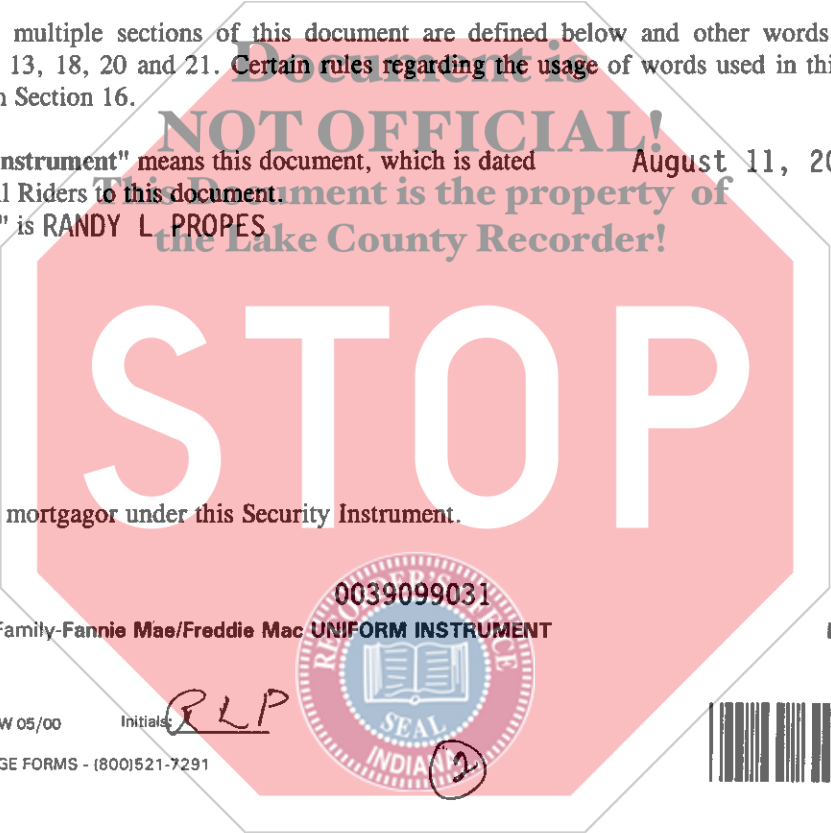 multiple sections of this document are defined below and other words
13, 18, 20 and 21. Certain rules regarding the usage of words used in thi
n Section 16.
Document is
NOT OFFICIAL!
This Document is the property of
the Lake County Recorder!
nstrument" means this document, which is dated August 11, 20
l Riders to this document.
" is RANDY L PROPES
STOP
mortgagor under this Security Instrument.
0039099031
Family-Fannie Mae/Freddie Mac UNIFORM INSTRUMENT
RECORDER'S OFFICE
SEAL
INDIANA
W 05/00 Initials: RLP
GE FORMS - (800)521-7291
2